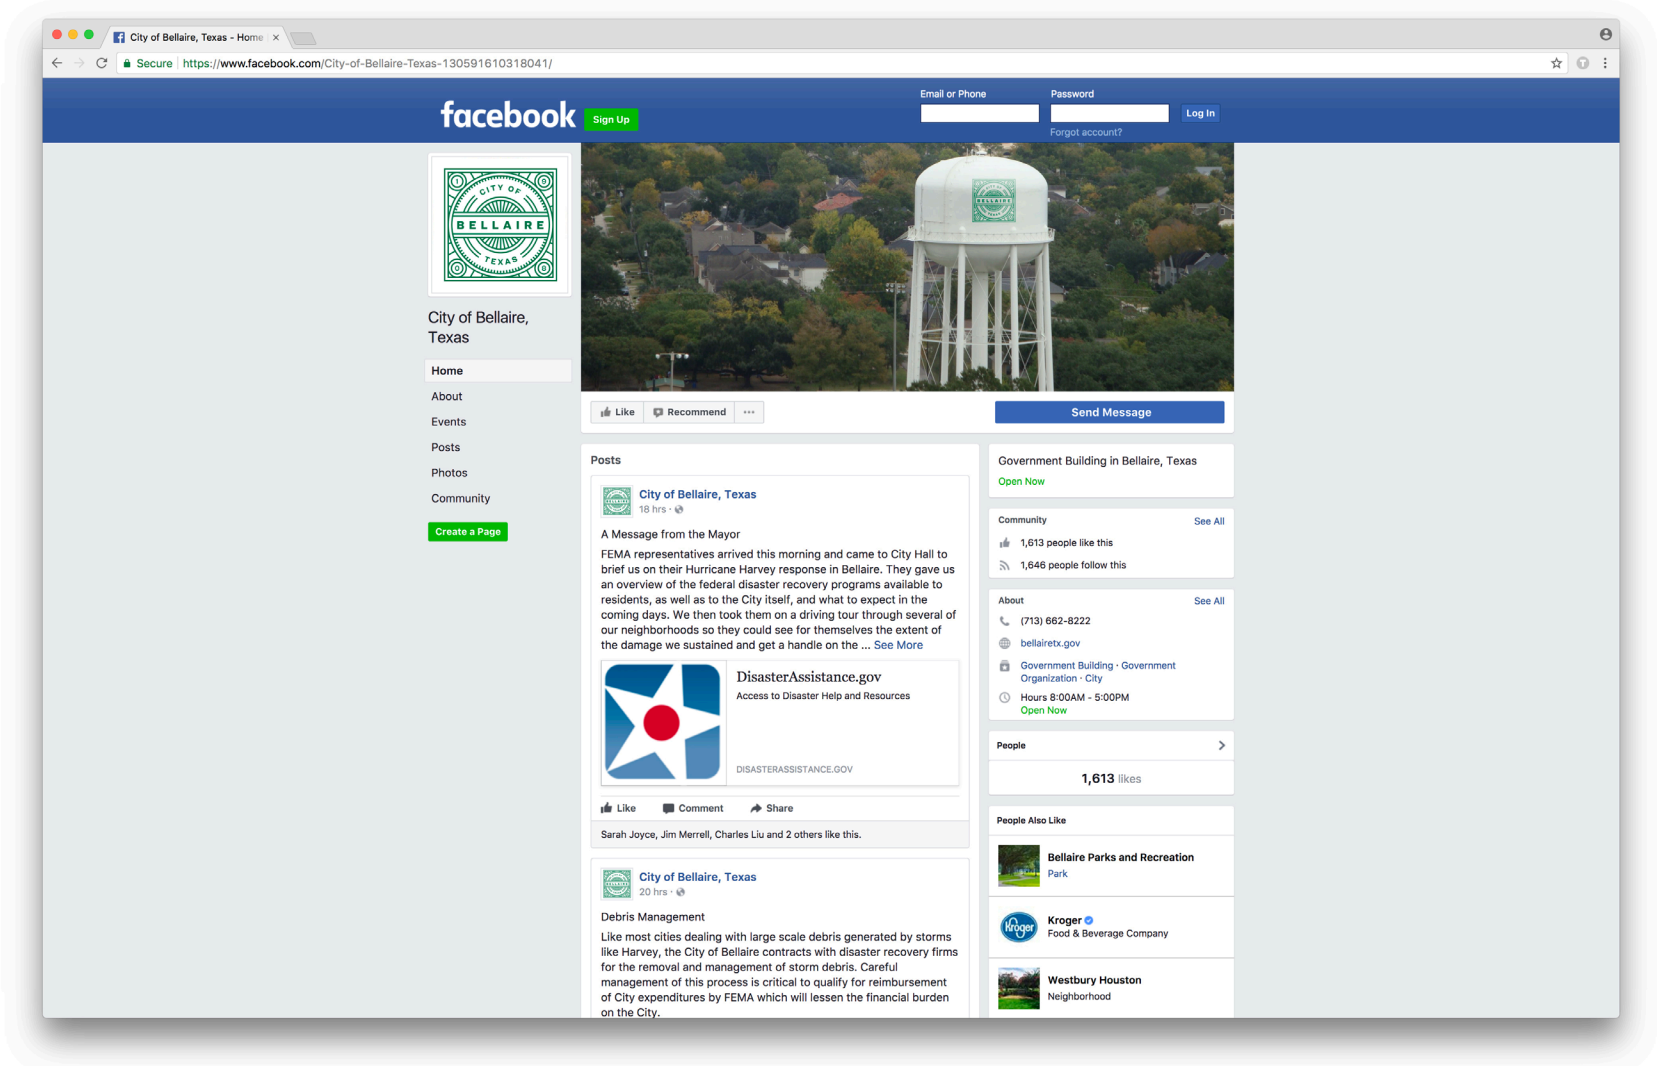 City of Bellaire, Texas - Home
Secure
https://www.facebook.com/City-of-Bellaire-Texas-130591610318041/
facebook
Sign Up
Email or Phone
Password
Log In
Forgot account?
CITY OF
BELLAIRE
TEXAS
1 9
0 8
City of Bellaire,
Texas
Home
About
Events
Posts
Photos
Community
Create a Page
BELLAIRE
Like
Recommend
Send Message
Posts
City of Bellaire, Texas
18 hrs ·
A Message from the Mayor
FEMA representatives arrived this morning and came to City Hall to
brief us on their Hurricane Harvey response in Bellaire. They gave us
an overview of the federal disaster recovery programs available to
residents, as well as to the City itself, and what to expect in the
coming days. We then took them on a driving tour through several of
our neighborhoods so they could see for themselves the extent of
the damage we sustained and get a handle on the ... See More
DisasterAssistance.gov
Access to Disaster Help and Resources
DISASTERASSISTANCE.GOV
Like
Comment
Share
Sarah Joyce, Jim Merrell, Charles Liu and 2 others like this.
City of Bellaire, Texas
20 hrs ·
Debris Management
Like most cities dealing with large scale debris generated by storms
like Harvey, the City of Bellaire contracts with disaster recovery firms
for the removal and management of storm debris. Careful
management of this process is critical to qualify for reimbursement
of City expenditures by FEMA which will lessen the financial burden
on the City.
Government Building in Bellaire, Texas
Open Now
Community
See All
1,613 people like this
1,646 people follow this
About
See All
(713) 662-8222
bellairetx.gov
Government Building · Government
Organization · City
Hours 8:00AM - 5:00PM
Open Now
People
1,613 likes
People Also Like
Bellaire Parks and Recreation
Park
Kroger
Kroger
Food & Beverage Company
Westbury Houston
Neighborhood